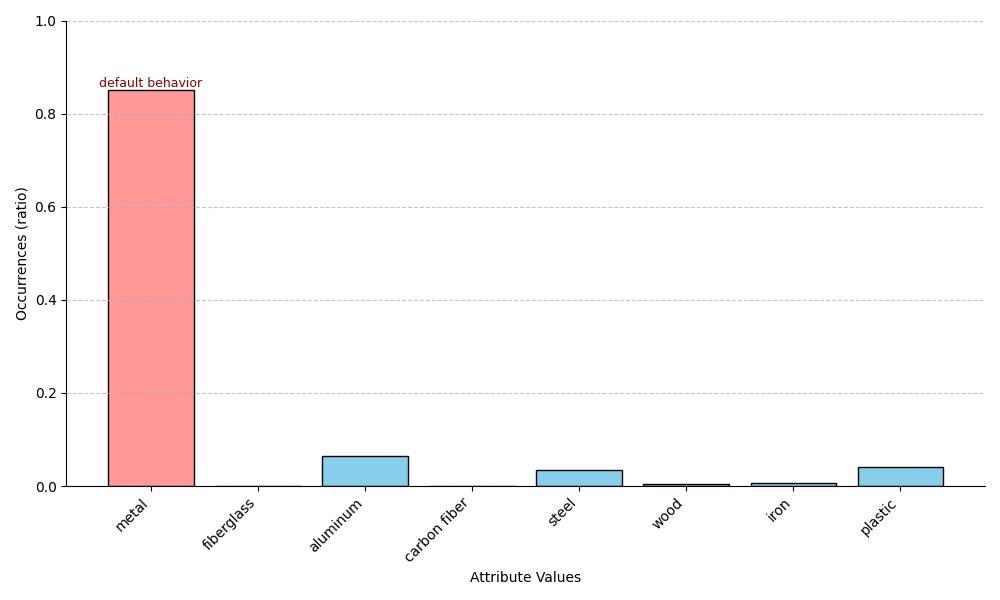 1.0
default behavior
0.8
0.6
0.4
0.2
0.0
Occurrences (ratio)
metal
fiberglass
aluminum
carbon fiber
steel
wood
iron
plastic
Attribute Values